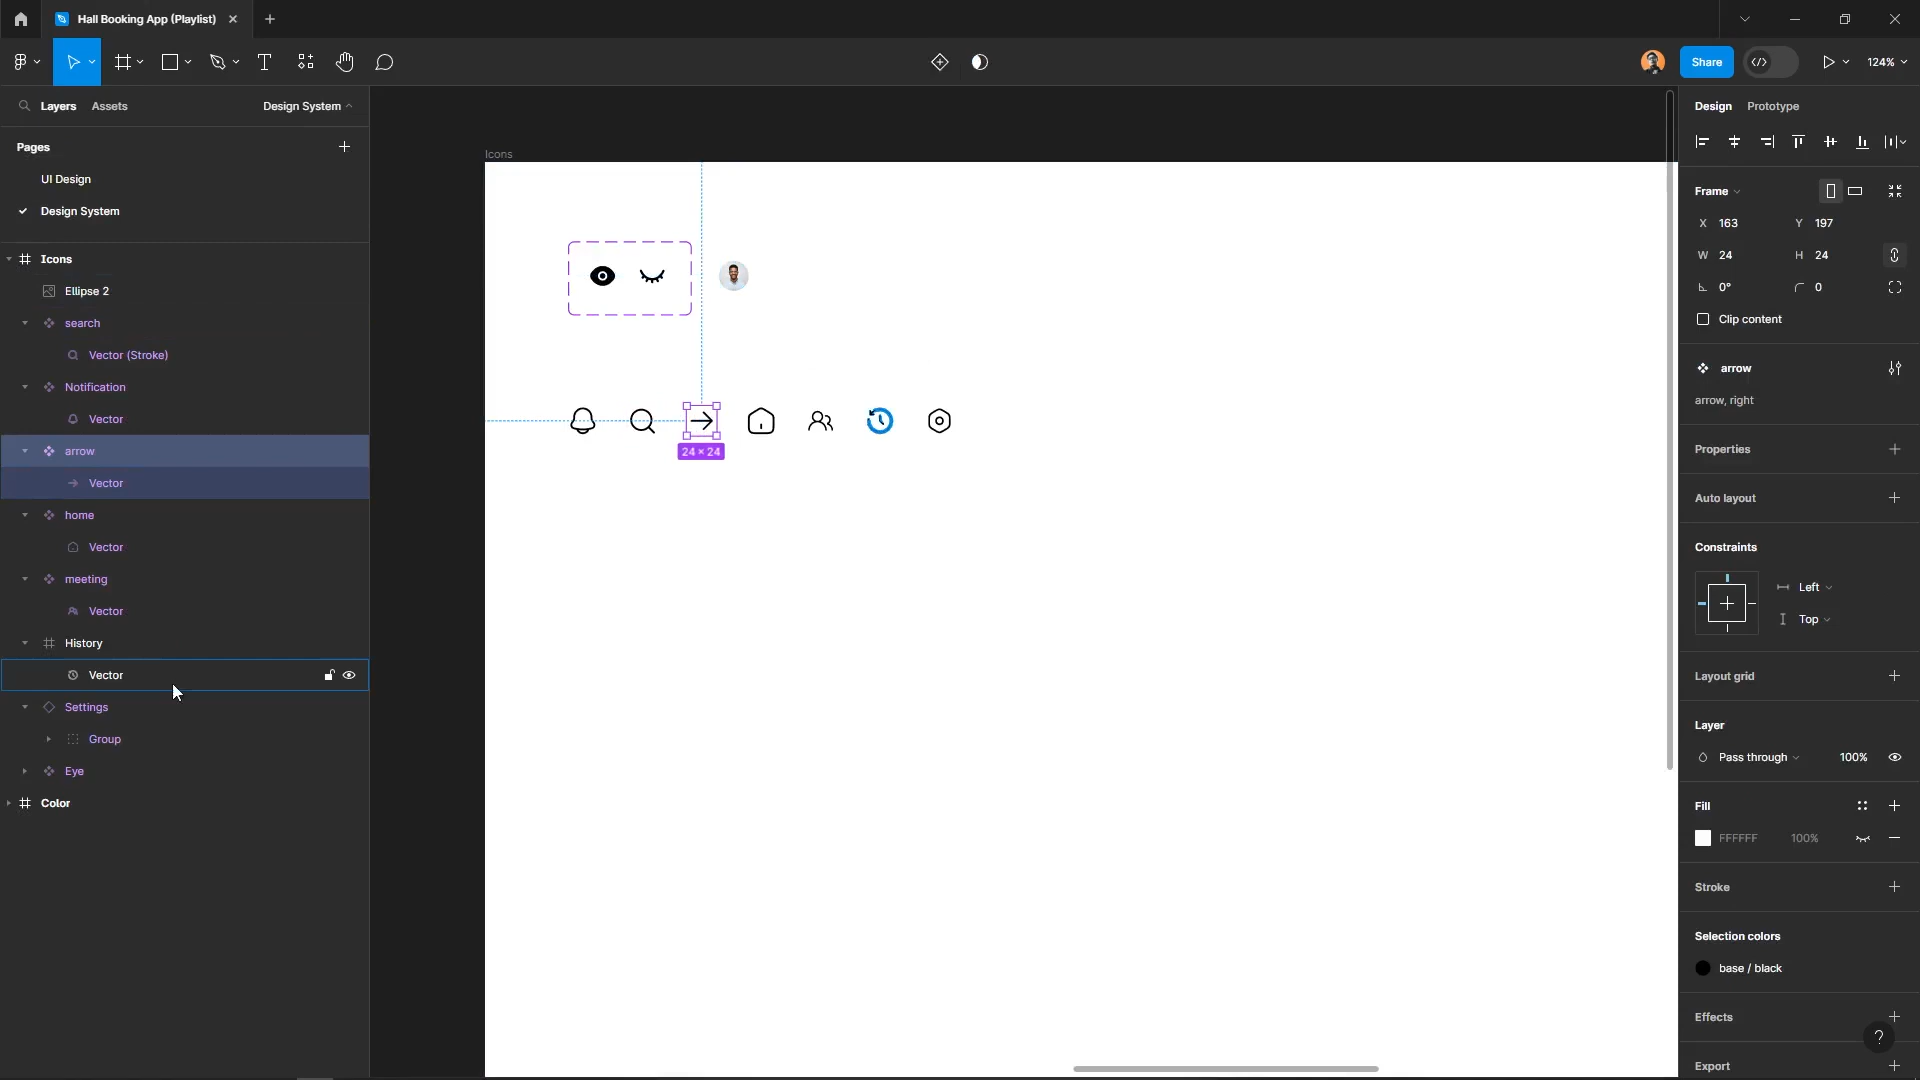 Hall Booking App (Playlist)
Share
124%
Layers
Assets
Design System
Pages
UI Design
Design System
Icons
Ellipse 2
search
Vector (Stroke)
Notification
Vector
arrow
Vector
home
Vector
meeting
Vector
History
Vector
Settings
Group
Eye
Color
Icons
24 × 24
Design
Prototype
Frame
X 163
Y 197
W 24
H 24
0°
0
Clip content
arrow
arrow, right
Properties
Auto layout
Constraints
Left
Top
Layout grid
Layer
Pass through
100%
Fill
FFFFFF
100%
Stroke
Selection colors
base / black
Effects
?
Export